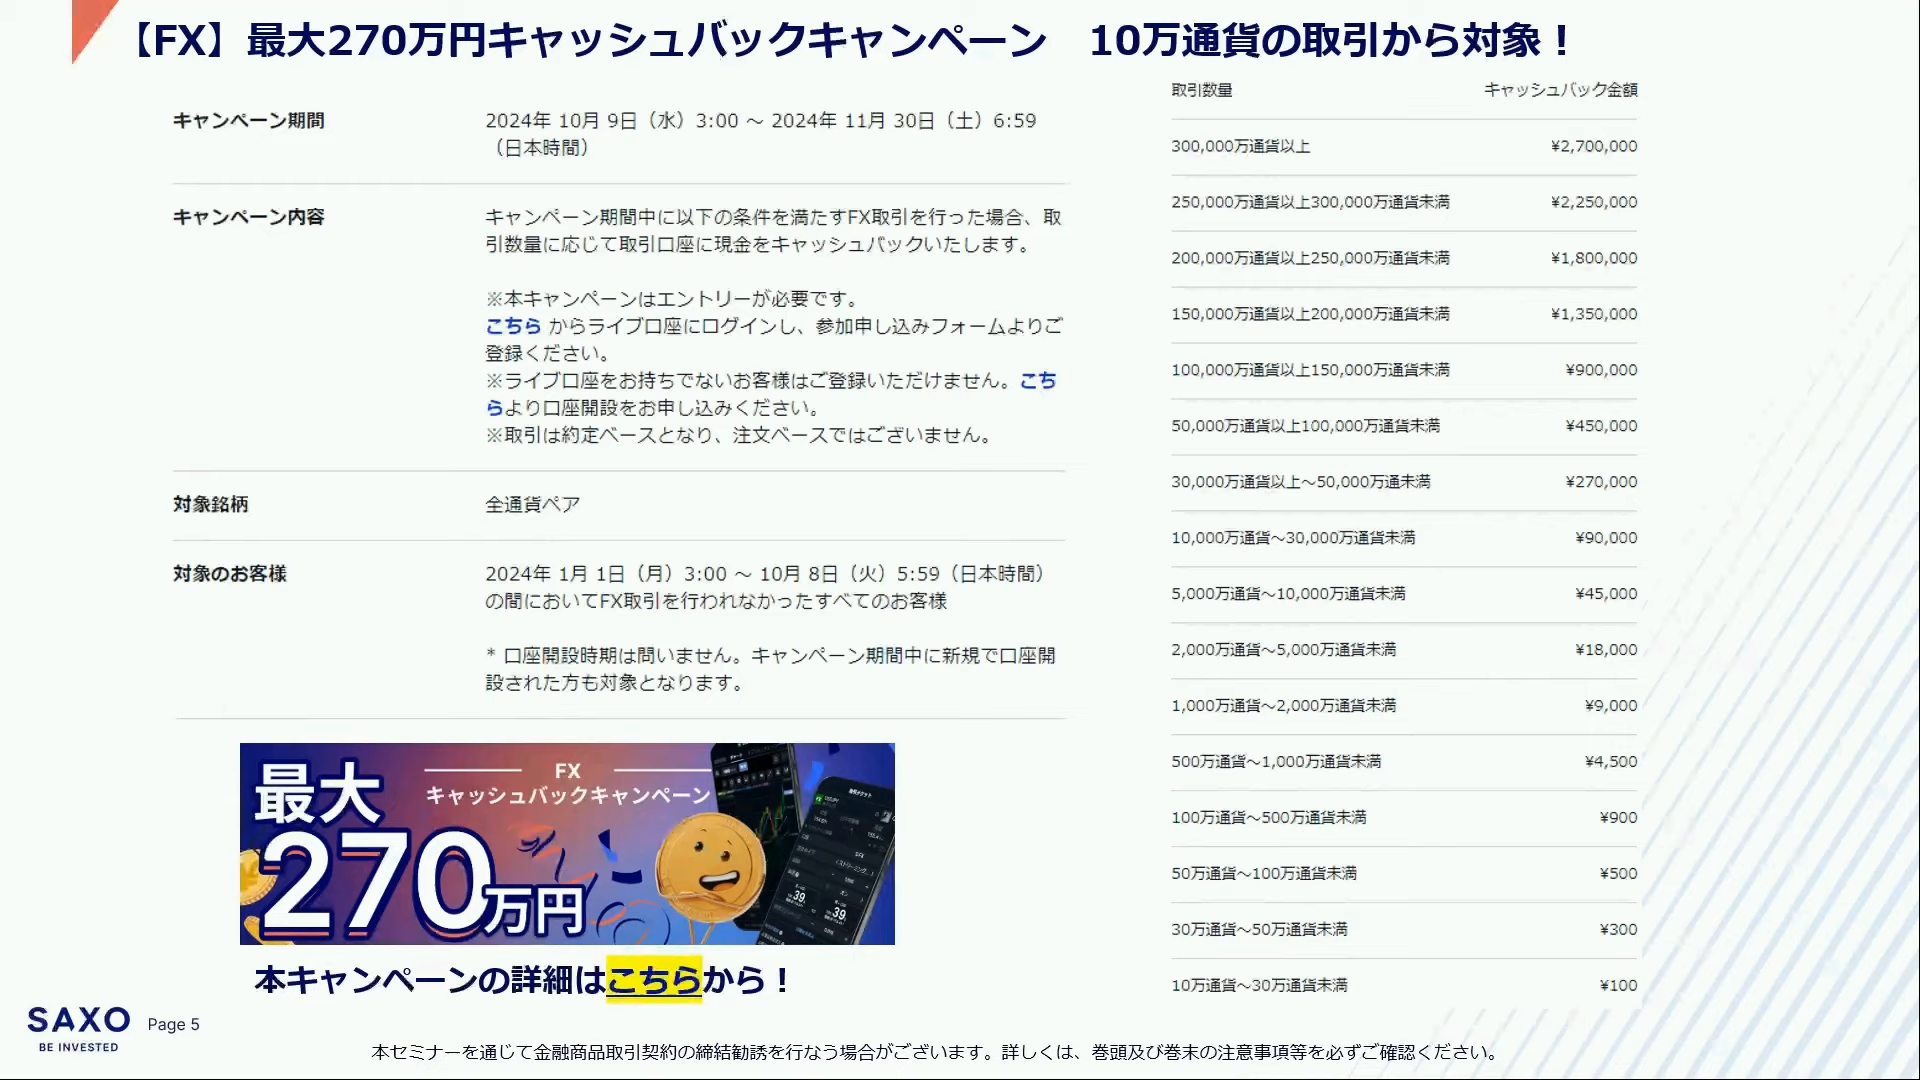 【FX】最大270万円キャッシュバックキャンペーン　10万通貨の取引から対象！
キャンペーン期間
2024年 10月 9日（水）3:00 ～ 2024年 11月 30日（土）6:59
（日本時間）
キャンペーン内容
キャンペーン期間中に以下の条件を満たすFX取引を行った場合、取
引数量に応じて取引口座に現金をキャッシュバックいたします。
※本キャンペーンはエントリーが必要です。
こちら からライブ口座にログインし、参加申し込みフォームよりご
登録ください。
※ライブ口座をお持ちでないお客様はご登録いただけません。こち
らより口座開設をお申し込みください。
※取引は約定ベースとなり、注文ベースではございません。
対象銘柄
全通貨ペア
対象のお客様
2024年 1月 1日（月）3:00 ～ 10月 8日（火）5:59（日本時間）
の間においてFX取引を行われなかったすべてのお客様
* 口座開設時期は問いません。キャンペーン期間中に新規で口座開
設された方も対象となります。
最大
270万円
FX
キャッシュバックキャンペーン
本キャンペーンの詳細はこちらから！
取引数量 キャッシュバック金額
300,000万通貨以上 ¥2,700,000
250,000万通貨以上300,000万通貨未満 ¥2,250,000
200,000万通貨以上250,000万通貨未満 ¥1,800,000
150,000万通貨以上200,000万通貨未満 ¥1,350,000
100,000万通貨以上150,000万通貨未満 ¥900,000
50,000万通貨以上100,000万通貨未満 ¥450,000
30,000万通貨以上～50,000万通未満 ¥270,000
10,000万通貨～30,000万通貨未満 ¥90,000
5,000万通貨～10,000万通貨未満 ¥45,000
2,000万通貨～5,000万通貨未満 ¥18,000
1,000万通貨～2,000万通貨未満 ¥9,000
500万通貨～1,000万通貨未満 ¥4,500
100万通貨～500万通貨未満 ¥900
50万通貨～100万通貨未満 ¥500
30万通貨～50万通貨未満 ¥300
10万通貨～30万通貨未満 ¥100
SAXO
BE INVESTED
Page 5
本セミナーを通じて金融商品取引契約の締結勧誘を行なう場合がございます。詳しくは、巻頭及び巻末の注意事項等を必ずご確認ください。